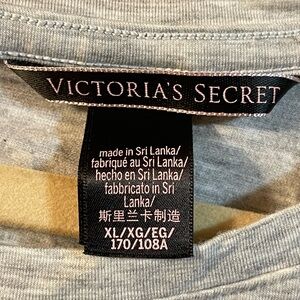 VICTORIA'S SECRET
made in Sri Lanka/
fabriqué au Sri Lanka/
hecho en Sri Lanka/
fabbricato in Sri
Lanka/
斯里兰卡制造
XL/XG/EG/
170/108A